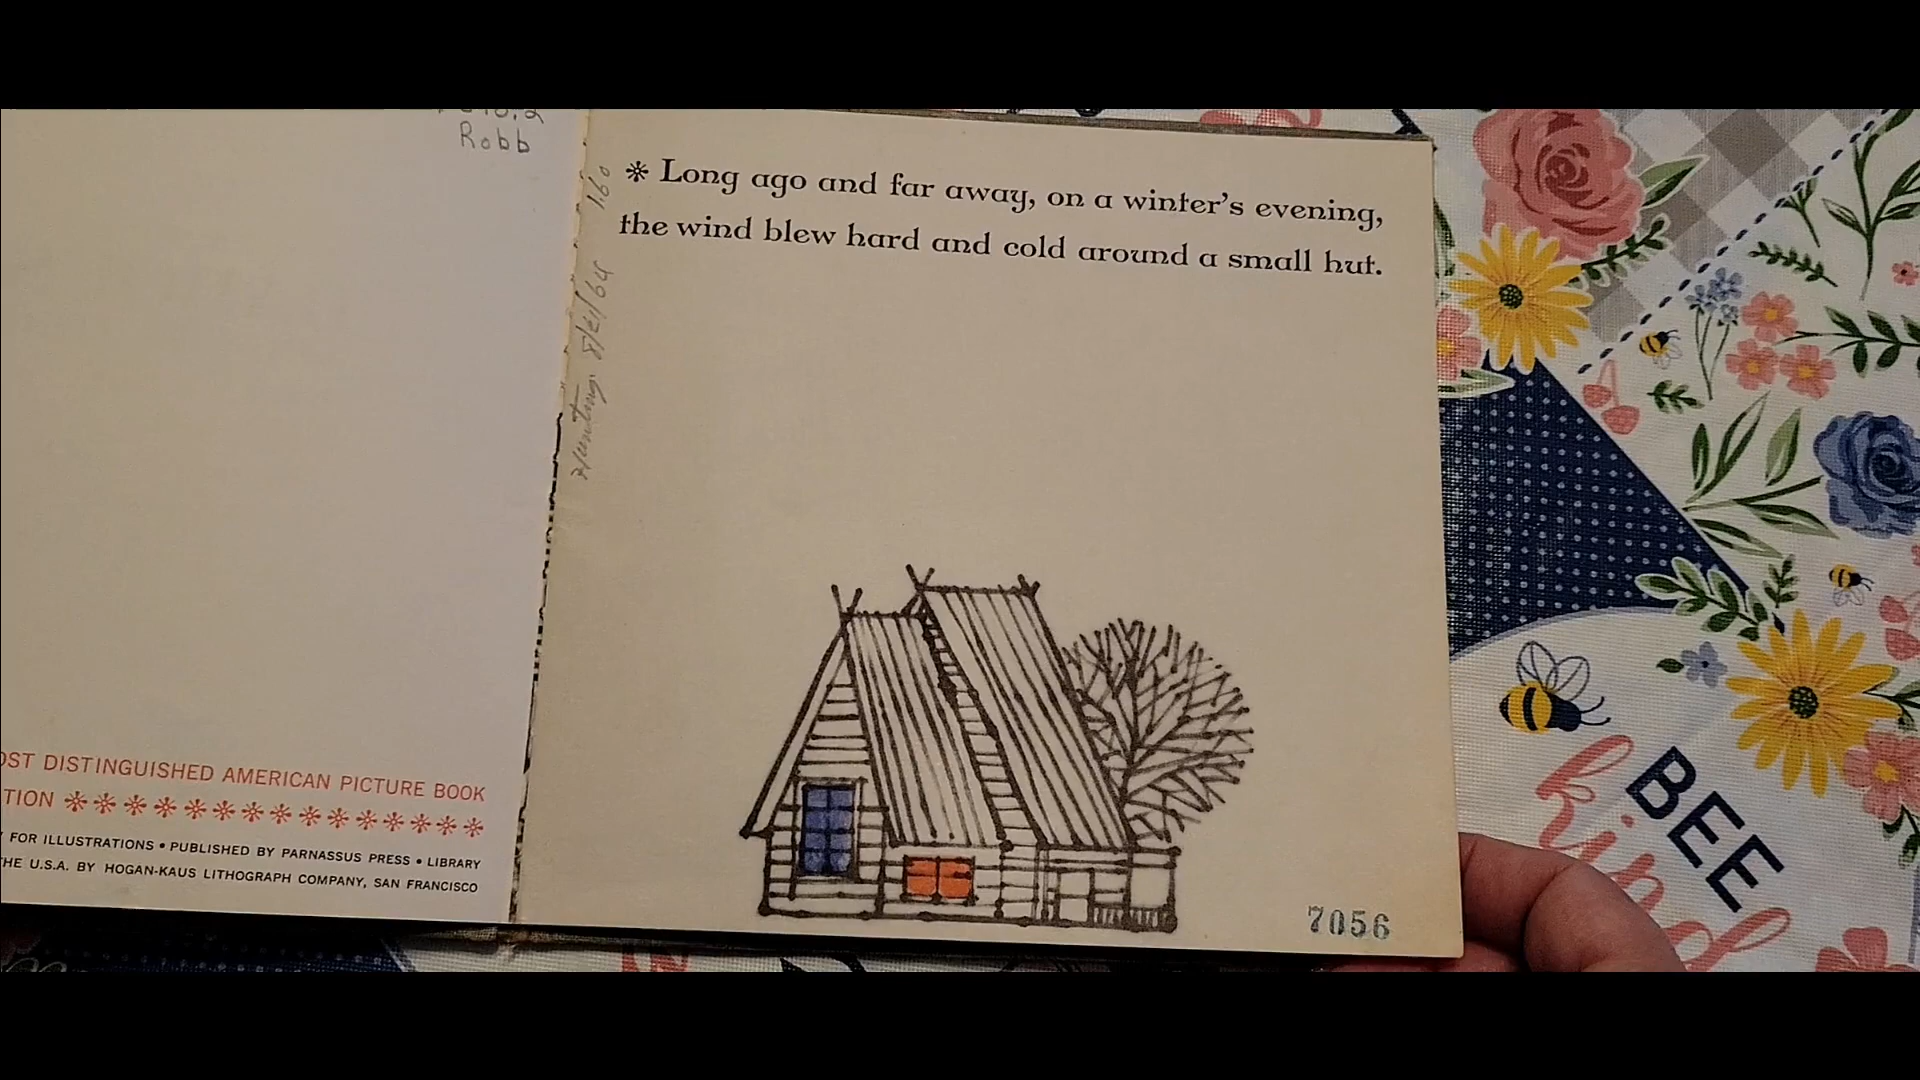 Robb
OST DISTINGUISHED AMERICAN PICTURE BOOK
TION
FOR ILLUSTRATIONS • PUBLISHED BY PARNASSUS PRESS • LIBRARY
HE U.S.A. BY HOGAN-KAUS LITHOGRAPH COMPANY, SAN FRANCISCO
Long ago and far away, on a winter's evening,
the wind blew hard and cold around a small hut.
7056
BEE
kind